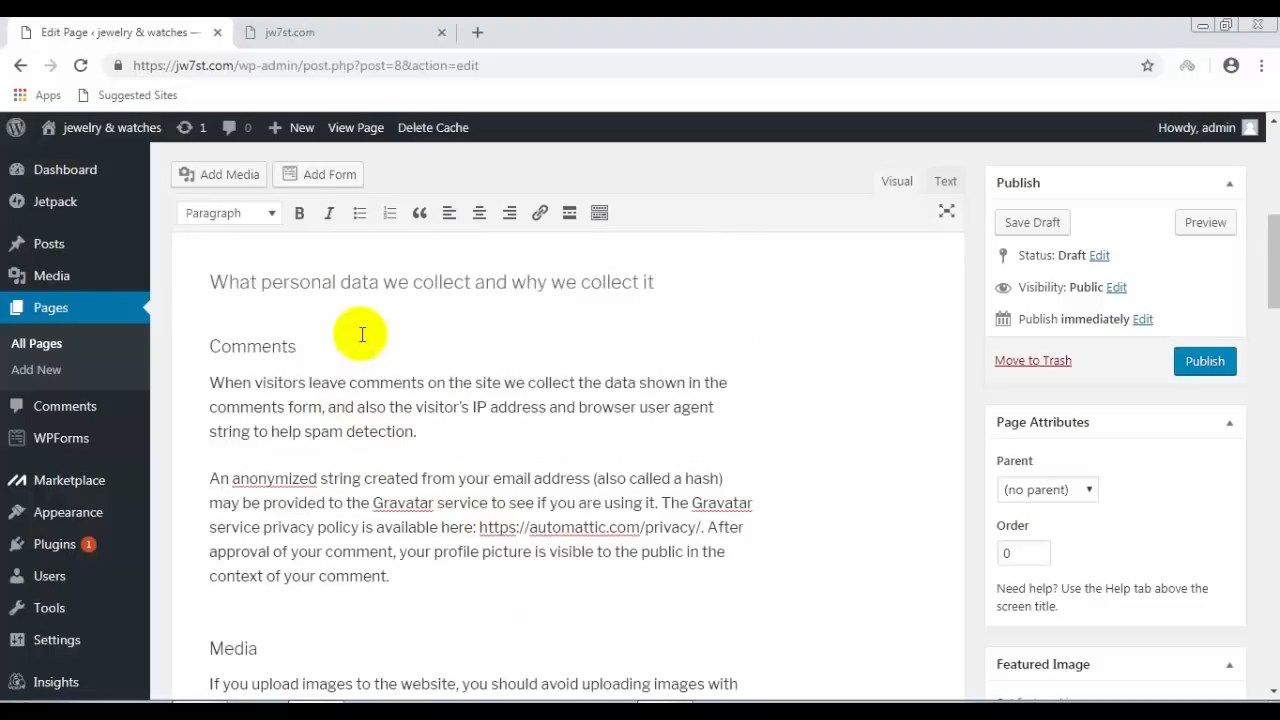 Edit Page ‹ jewelry & watches —
jw7st.com
https://jw7st.com/wp-admin/post.php?post=8&action=edit
Apps
Suggested Sites
jewelry & watches
1
0
New
View Page
Delete Cache
Howdy, admin
Dashboard
Jetpack
Posts
Media
Pages
All Pages
Add New
Comments
WPForms
Marketplace
Appearance
Plugins 1
Users
Tools
Settings
Insights
Add Media
Add Form
Visual
Text
Paragraph
B I
What personal data we collect and why we collect it
Comments
When visitors leave comments on the site we collect the data shown in the
comments form, and also the visitor’s IP address and browser user agent
string to help spam detection.
An anonymized string created from your email address (also called a hash)
may be provided to the Gravatar service to see if you are using it. The Gravatar
service privacy policy is available here: https://automattic.com/privacy/. After
approval of your comment, your profile picture is visible to the public in the
context of your comment.
Media
If you upload images to the website, you should avoid uploading images with
Publish
Save Draft
Preview
Status: Draft Edit
Visibility: Public Edit
Publish immediately Edit
Move to Trash
Publish
Page Attributes
Parent
(no parent)
Order
0
Need help? Use the Help tab above the
screen title.
Featured Image